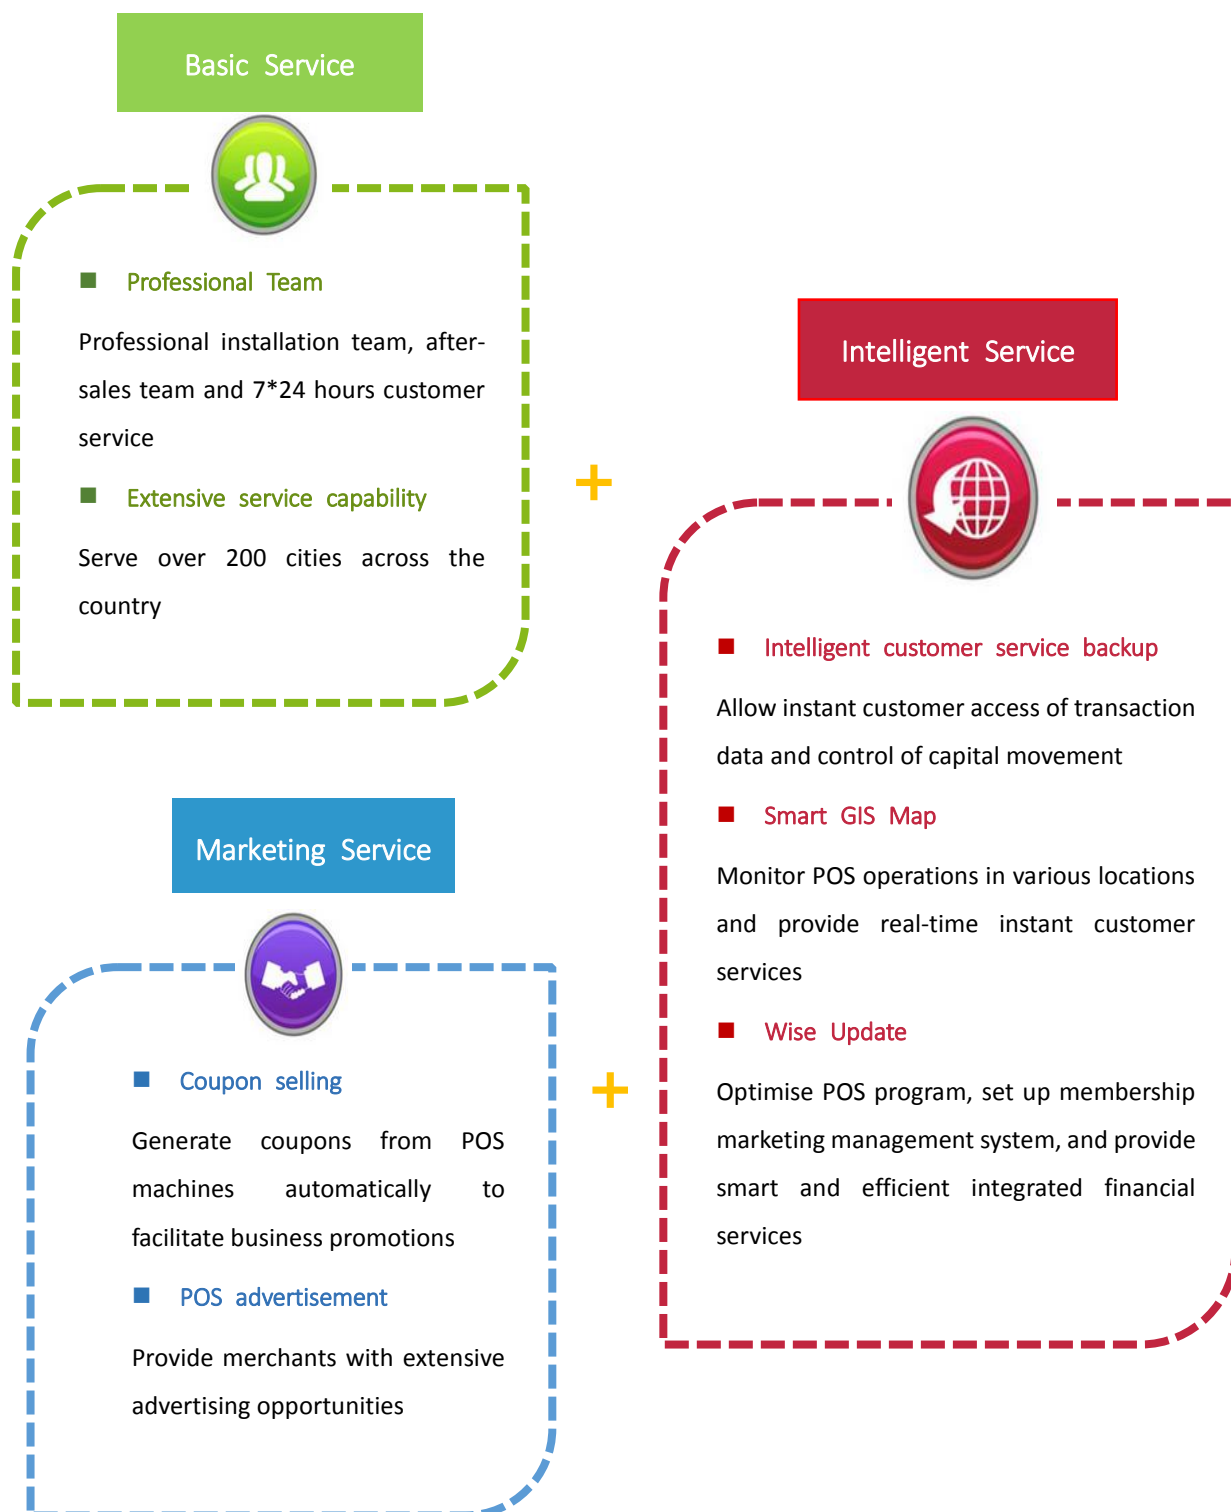 Basic Service
■ Professional Team
Professional installation team, after-
sales team and 7*24 hours customer
service
■ Extensive service capability
Serve over 200 cities across the
country
+
Intelligent Service
■ Intelligent customer service backup
Allow instant customer access of transaction
data and control of capital movement
■ Smart GIS Map
Monitor POS operations in various locations
and provide real-time instant customer
services
■ Wise Update
Optimise POS program, set up membership
marketing management system, and provide
smart and efficient integrated financial
services
Marketing Service
■ Coupon selling
Generate coupons from POS
machines automatically to
facilitate business promotions
■ POS advertisement
Provide merchants with extensive
advertising opportunities
+